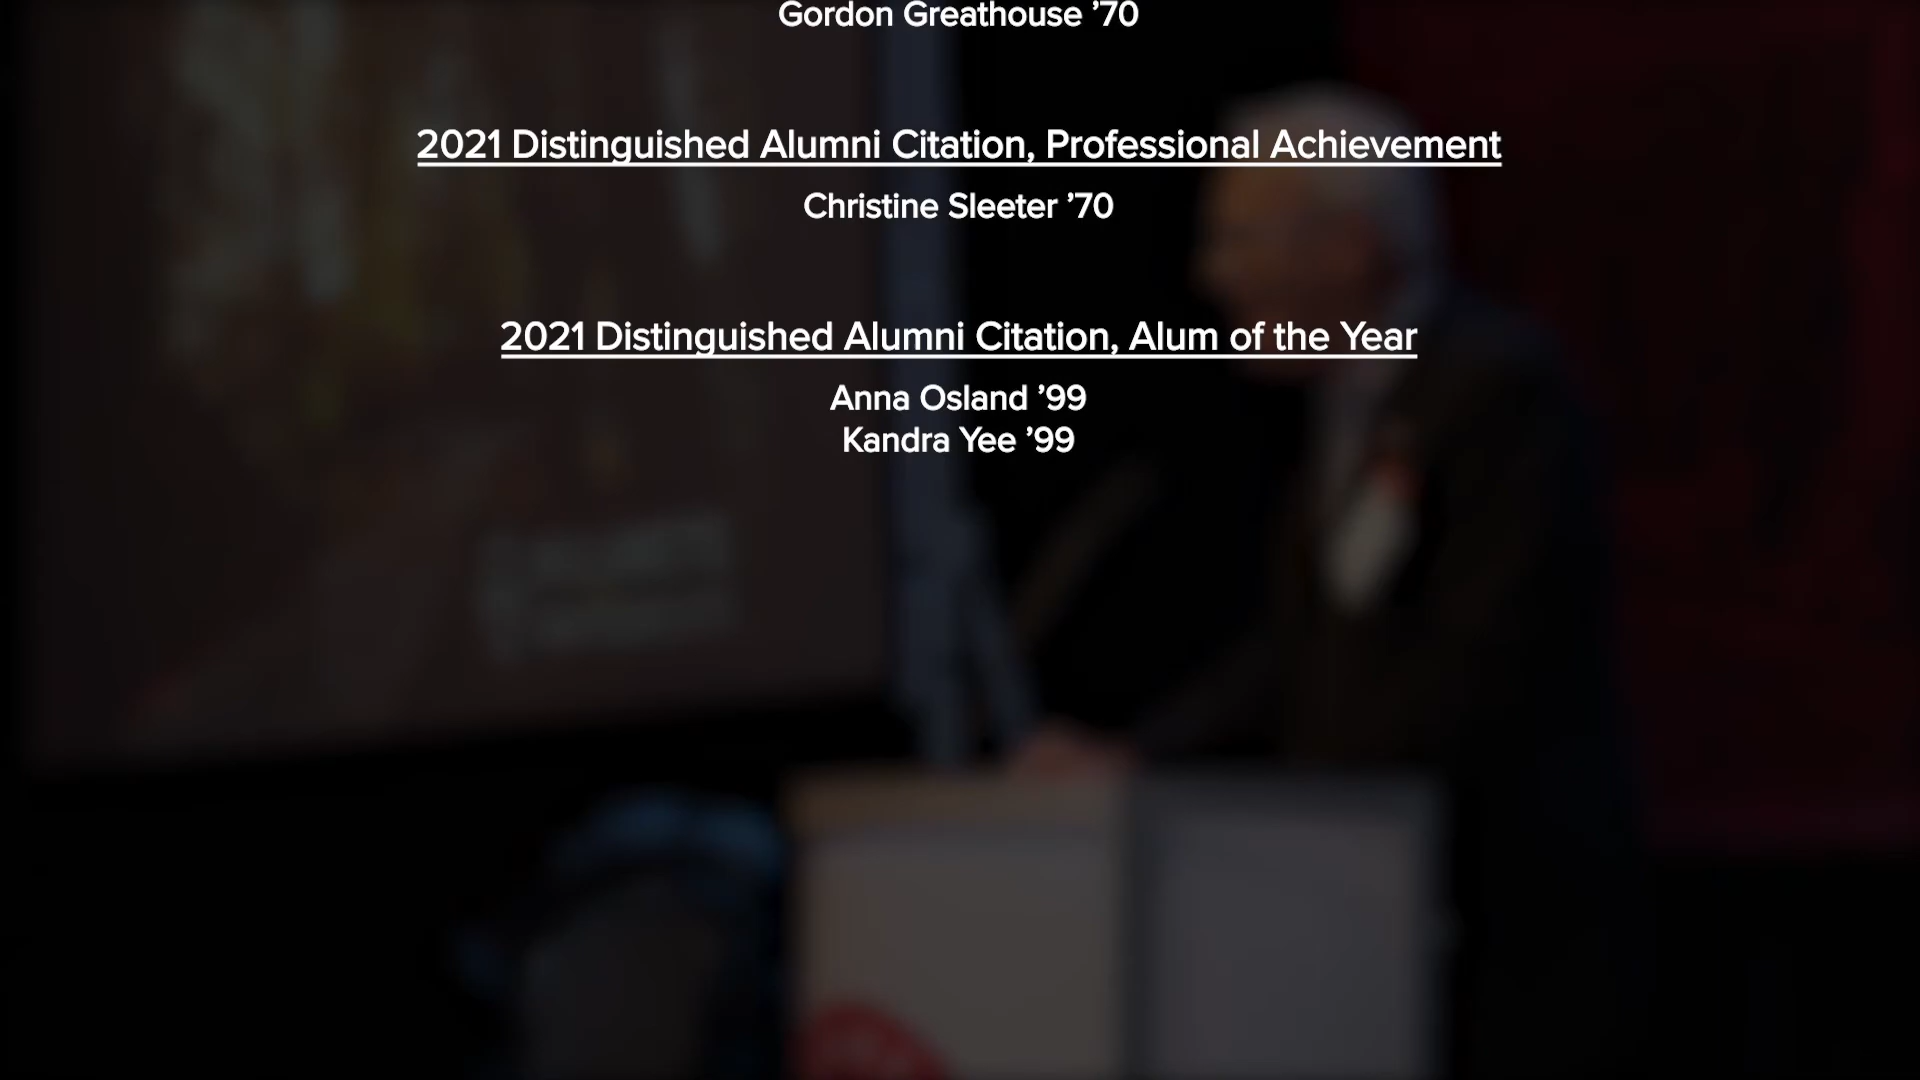 Gordon Greathouse ’70
2021 Distinguished Alumni Citation, Professional Achievement
Christine Sleeter ’70
2021 Distinguished Alumni Citation, Alum of the Year
Anna Osland ’99
Kandra Yee ’99